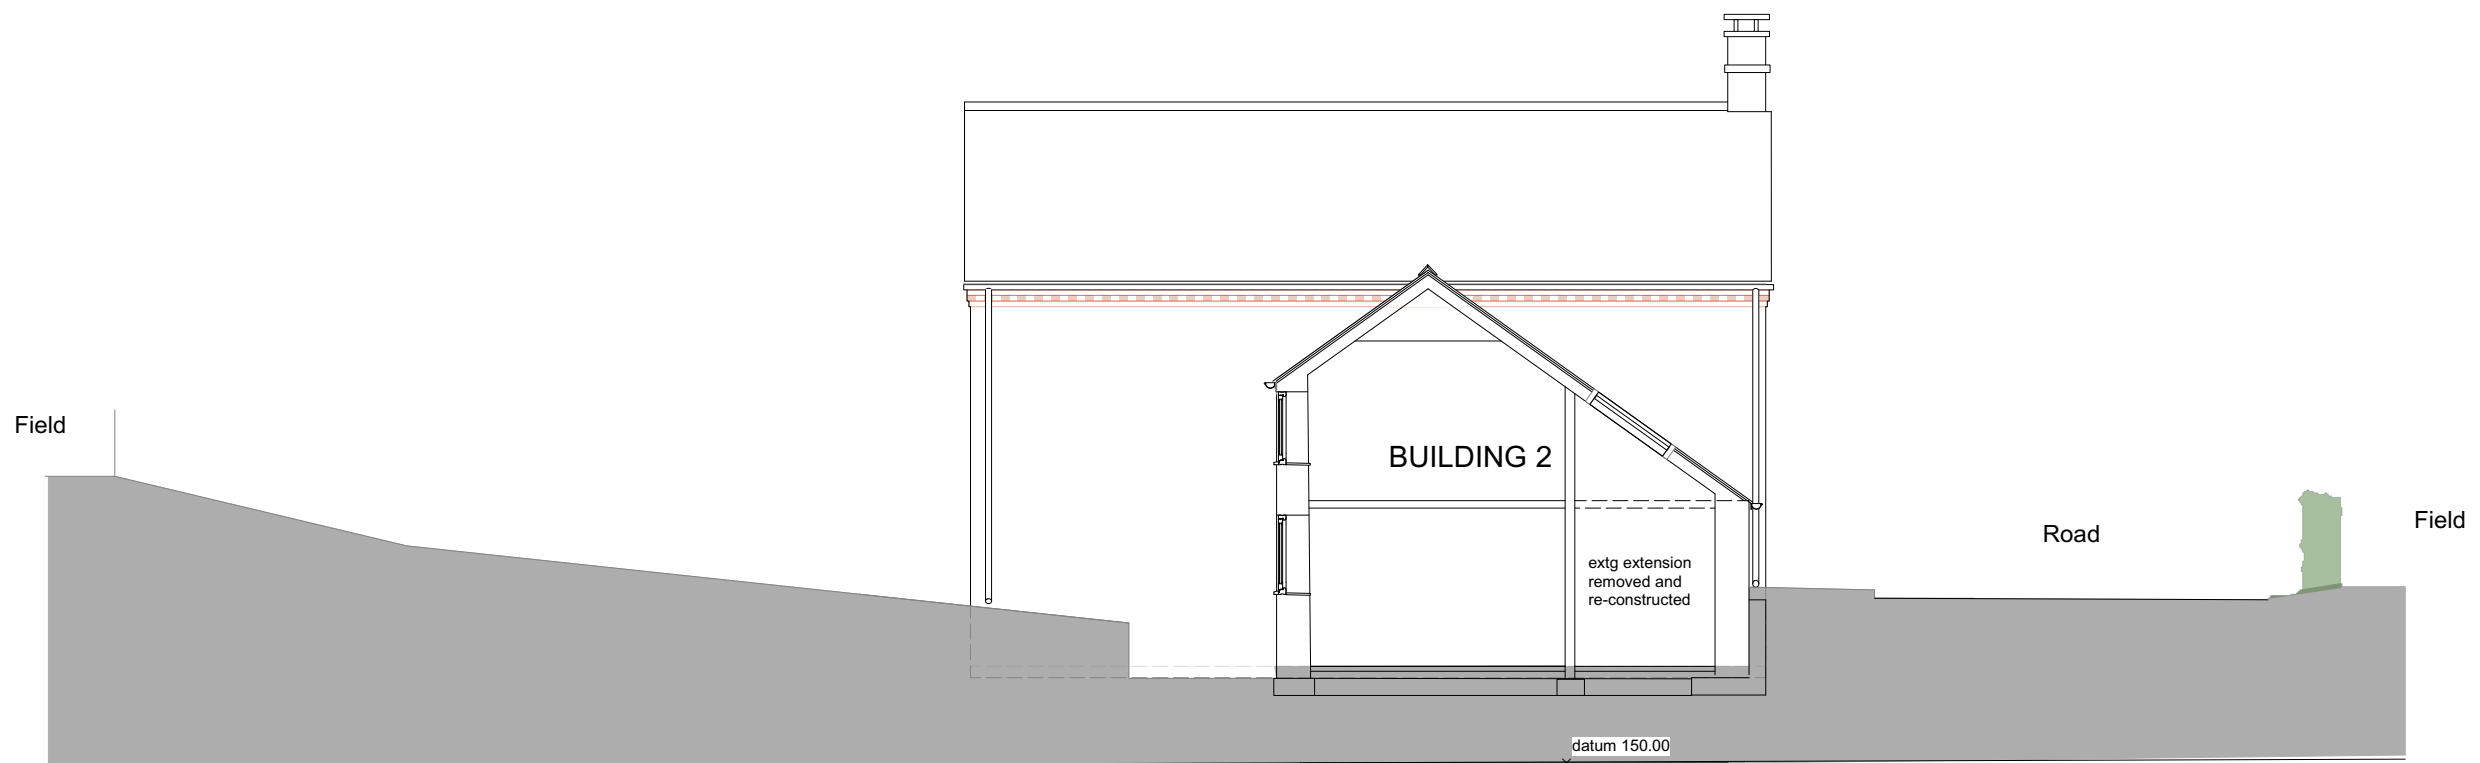 Field
BUILDING 2
extg extension
removed and
re-constructed
Road
Field
datum 150.00